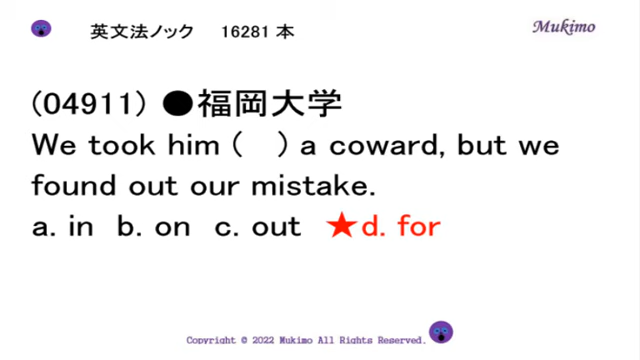 英文法ノック 16281 本 Mukimo
(04911) ●福岡大学
We took him ( ) a coward, but we
found out our mistake.
a. in b. on c. out ★d. for
Copyright © 2022 Mukimo All Rights Reserved.